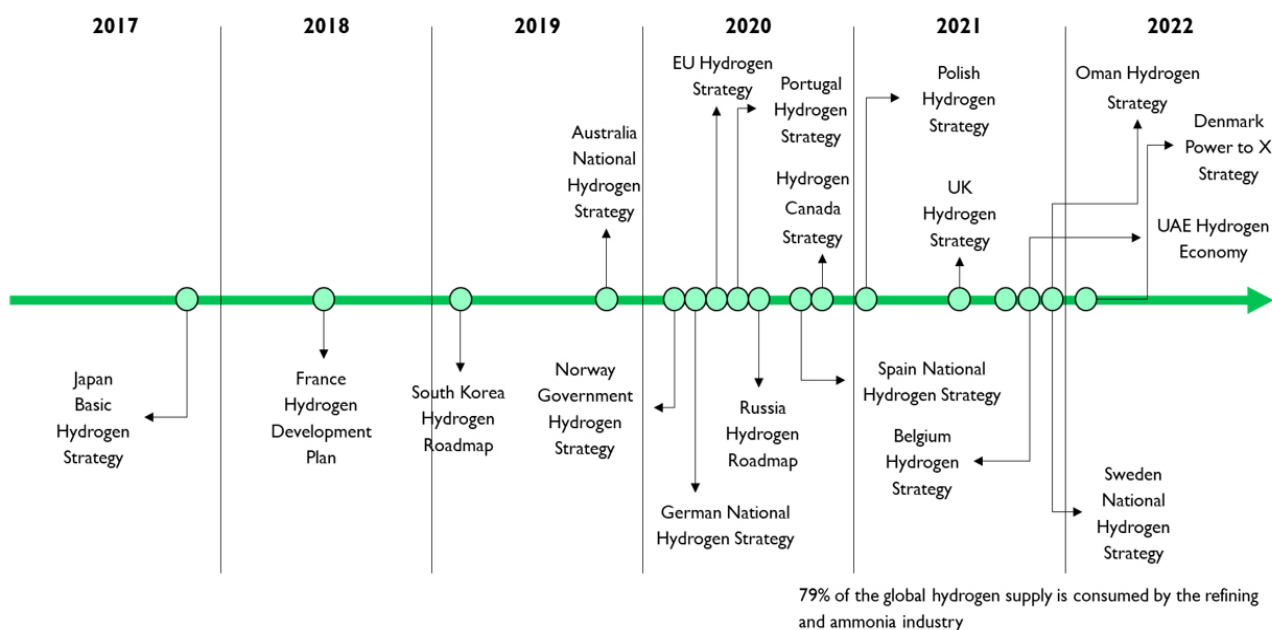 2017
2018
2019
2020
2021
2022
EU Hydrogen
Strategy
Portugal
Hydrogen
Strategy
Polish
Hydrogen
Strategy
Oman Hydrogen
Strategy
Denmark
Power to X
Strategy
Australia
National
Hydrogen
Strategy
Hydrogen
Canada
Strategy
UK
Hydrogen
Strategy
UAE Hydrogen
Economy
Japan
Basic
Hydrogen
Strategy
France
Hydrogen
Development
Plan
South Korea
Hydrogen
Roadmap
Norway
Government
Hydrogen
Strategy
German National
Hydrogen Strategy
Russia
Hydrogen
Roadmap
Spain National
Hydrogen Strategy
Belgium
Hydrogen
Strategy
Sweden
National
Hydrogen
Strategy
79% of the global hydrogen supply is consumed by the refining
and ammonia industry